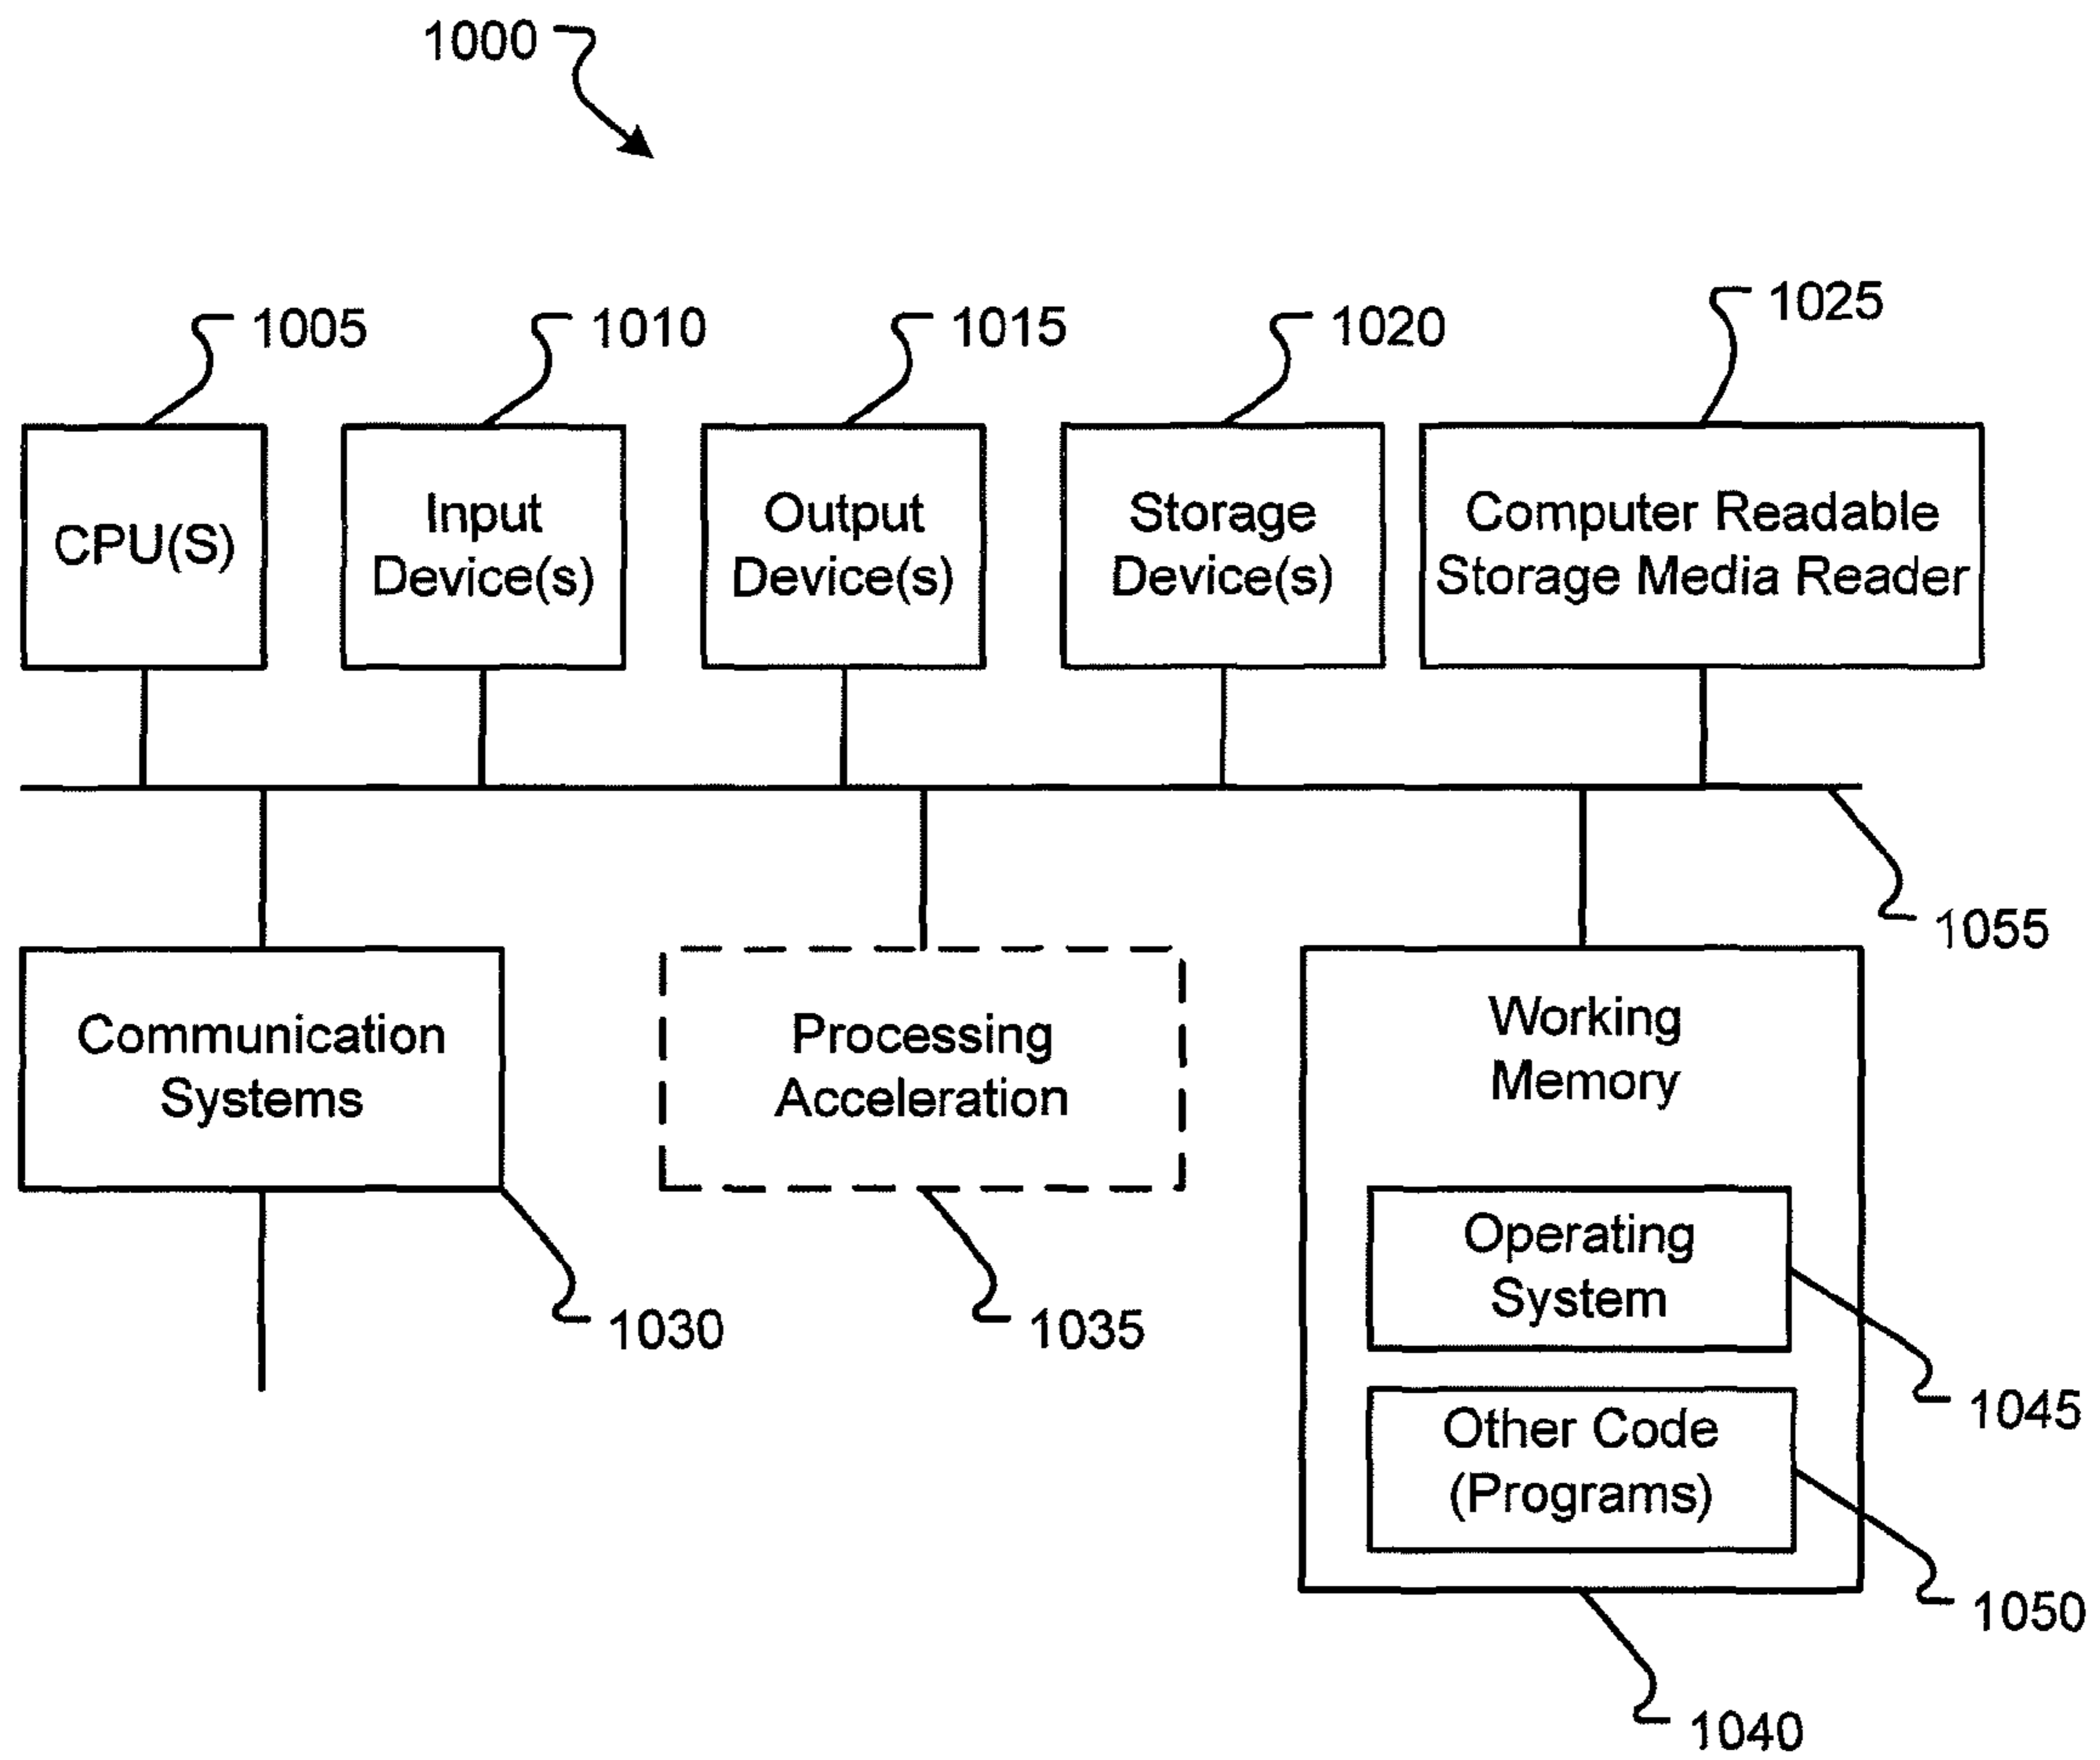 1000
1005
1010
1015
1020
1025
CPU(S)
Input
Device(s)
Output
Device(s)
Storage
Device(s)
Computer Readable
Storage Media Reader
1055
Communication
Systems
Processing
Acceleration
Working
Memory
Operating
System
Other Code
(Programs)
1030
1035
1045
1050
1040